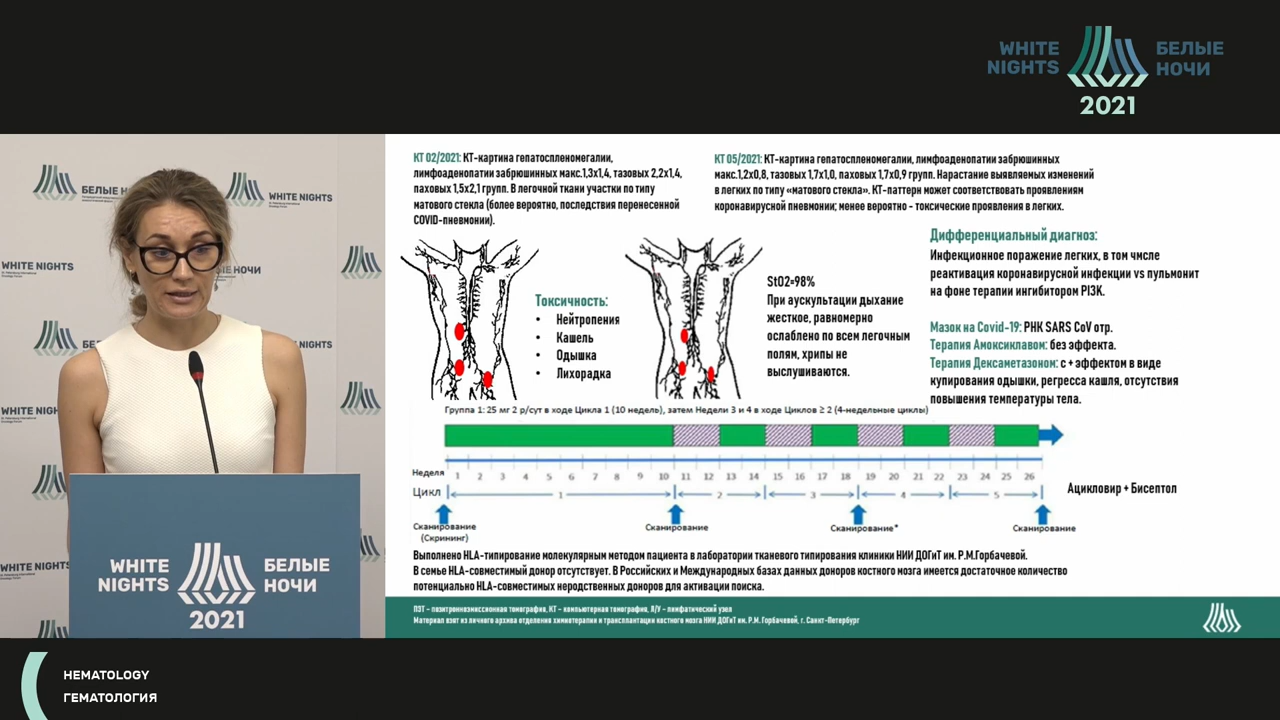 WHITE
NIGHTS
БЕЛЫЕ
НОЧИ
2021
КТ 02/2021: КТ-картина гепатоспленомегалии,
лимфоаденопатии забрюшинных макс.1,3х1,4, тазовых 2,2х1,4,
паховых 1,5х2,1 групп. В легочной ткани участки по типу
матового стекла (более вероятно, последствия перенесенной
COVID-пневмонии).
КТ 05/2021: КТ-картина гепатоспленомегалии, лимфоаденопатии забрюшинных
макс.1,2х0,8, тазовых 1,7х1,0, паховых 1,7х0,9 групп. Нарастание выявляемых изменений
в легких по типу «матового стекла». КТ-паттерн может соответствовать проявлениям
коронавирусной пневмонии; менее вероятно – токсические проявления в легких.
Токсичность:
• Нейтропения
• Кашель
• Одышка
• Лихорадка
StO2=98%
При аускультации дыхание
жесткое, равномерно
ослаблено по всем легочным
полям, хрипы не
выслушиваются.
Дифференциальный диагноз:
Инфекционное поражение легких, в том числе
реактивация коронавирусной инфекции vs пульмонит
на фоне терапии ингибитором PI3K.
Мазок на Covid-19: РНК SARS CoV отр.
Терапия Амоксиклавом: без эффекта.
Терапия Дексаметазоном: с + эффектом в виде
купирования одышки, регресса кашля, отсутствия
повышения температуры тела.
Группа 1: 25 мг 2 р/сут в ходе Цикла 1 (10 недель), затем Недели 3 и 4 в ходе Циклов ≥ 2 (4-недельные циклы)
Неделя 1 2 3 4 5 6 7 8 9 10 11 12 13 14 15 16 17 18 19 20 21 22 23 24 25 26
Цикл 1 2 3 4 5
Сканирование
(Скрининг)
Сканирование
Сканирование*
Сканирование
Ацикловир + Бисептол
Выполнено HLA-типирование молекулярным методом пациента в лаборатории тканевого типирования клиники НИИ ДОГиТ им. Р.М.Горбачевой.
В семье HLA-совместимый донор отсутствует. В Российских и Международных базах данных доноров костного мозга имеется достаточное количество
потенциально HLA-совместимых неродственных доноров для активации поиска.
ПЭТ – позитронноэмиссионная томография, КТ – компьютерная томография, Л/У – лимфатический узел
Материал взят из личного архива отделения химиотерапии и трансплантации костного мозга НИИ ДОГиТ им. Р.М. Горбачевой, г. Санкт-Петербург
WHITE NIGHTS
WHITE NIGHTS
WHITE
NIGHTS
БЕЛЫЕ
НОЧИ
2021
HEMATOLOGY
ГЕМАТОЛОГИЯ